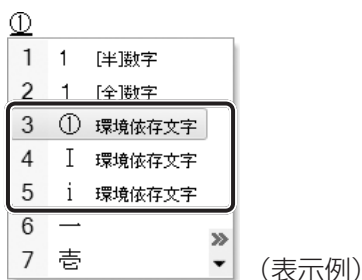 ①
1 1 [半]数字
2 1 [全]数字
3 ① 環境依存文字
4 Ⅰ 環境依存文字
5 ⅰ 環境依存文字
6 一
7 壱
(表示例)